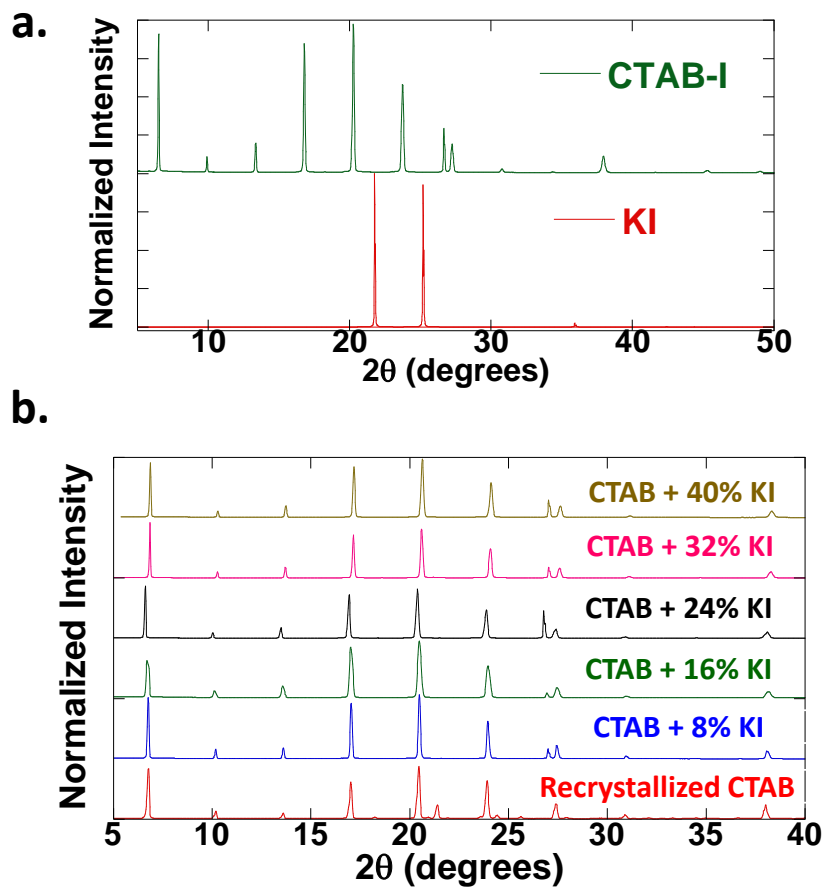 a.
Normalized Intensity
CTAB-I
KI
10 20 30 40 50
2θ (degrees)
b.
Normalized Intensity
CTAB + 40% KI
CTAB + 32% KI
CTAB + 24% KI
CTAB + 16% KI
CTAB + 8% KI
Recrystallized CTAB
5 10 15 20 25 30 35 40
2θ (degrees)